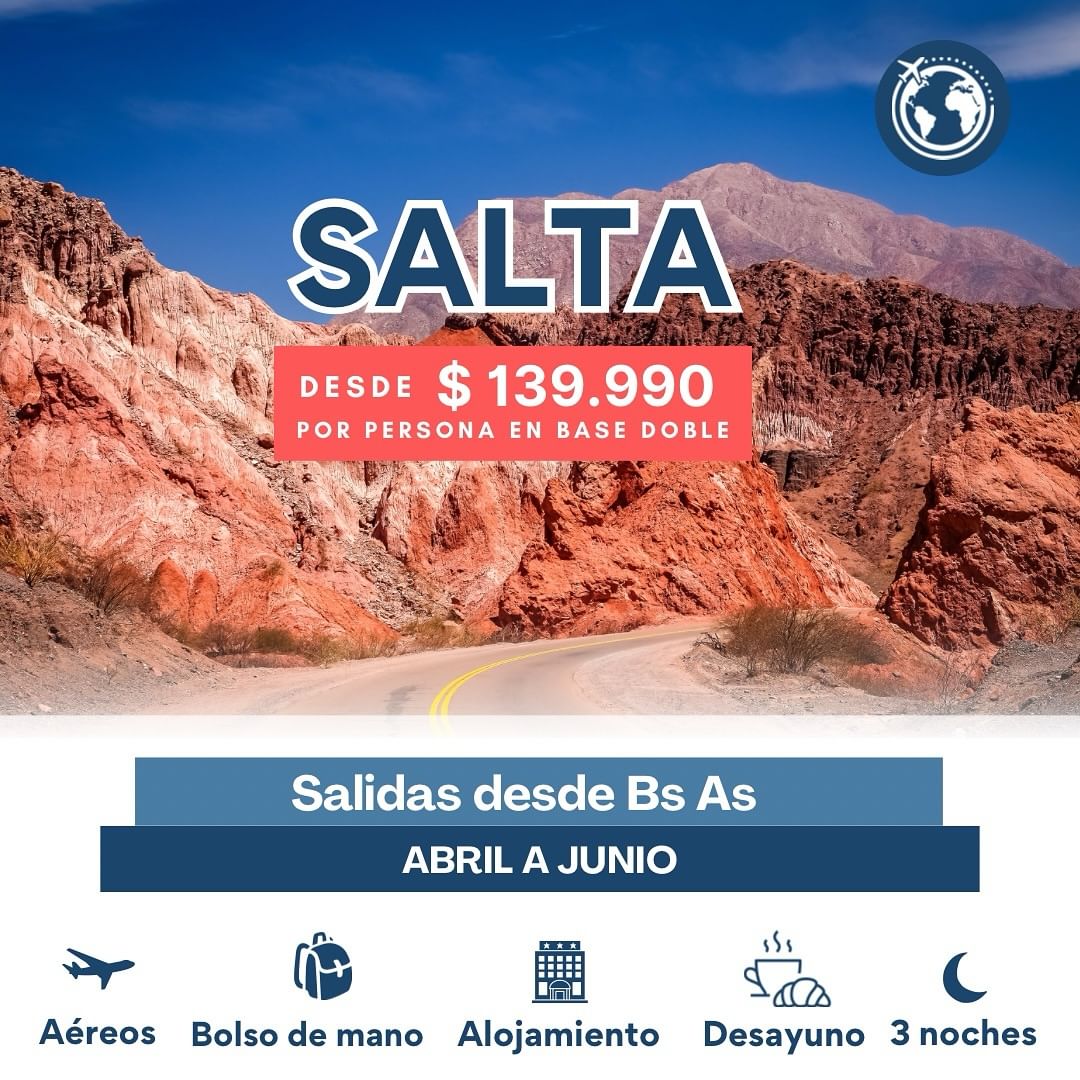 SALTA
DESDE $ 139.990
POR PERSONA EN BASE DOBLE
Salidas desde Bs As
ABRIL A JUNIO
Aéreos Bolso de mano Alojamiento Desayuno 3 noches